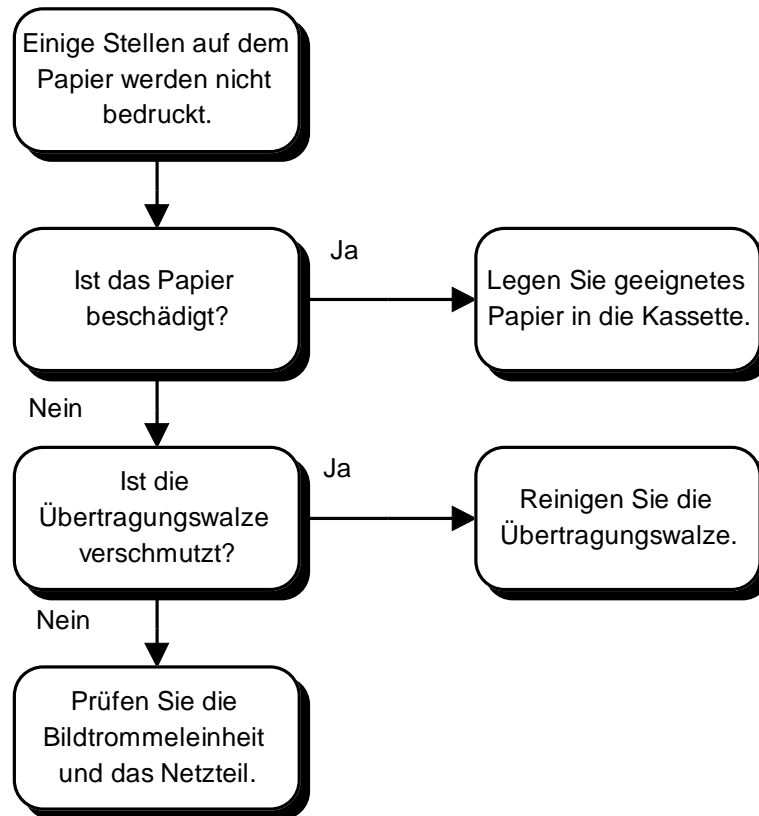 Einige Stellen auf dem
Papier werden nicht
bedruckt.
Ist das Papier
beschädigt?
Ja
Legen Sie geeignetes
Papier in die Kassette.
Nein
Ist die
Übertragungswalze
verschmutzt?
Ja
Reinigen Sie die
Übertragungswalze.
Nein
Prüfen Sie die
Bildtrommeleinheit
und das Netzteil.